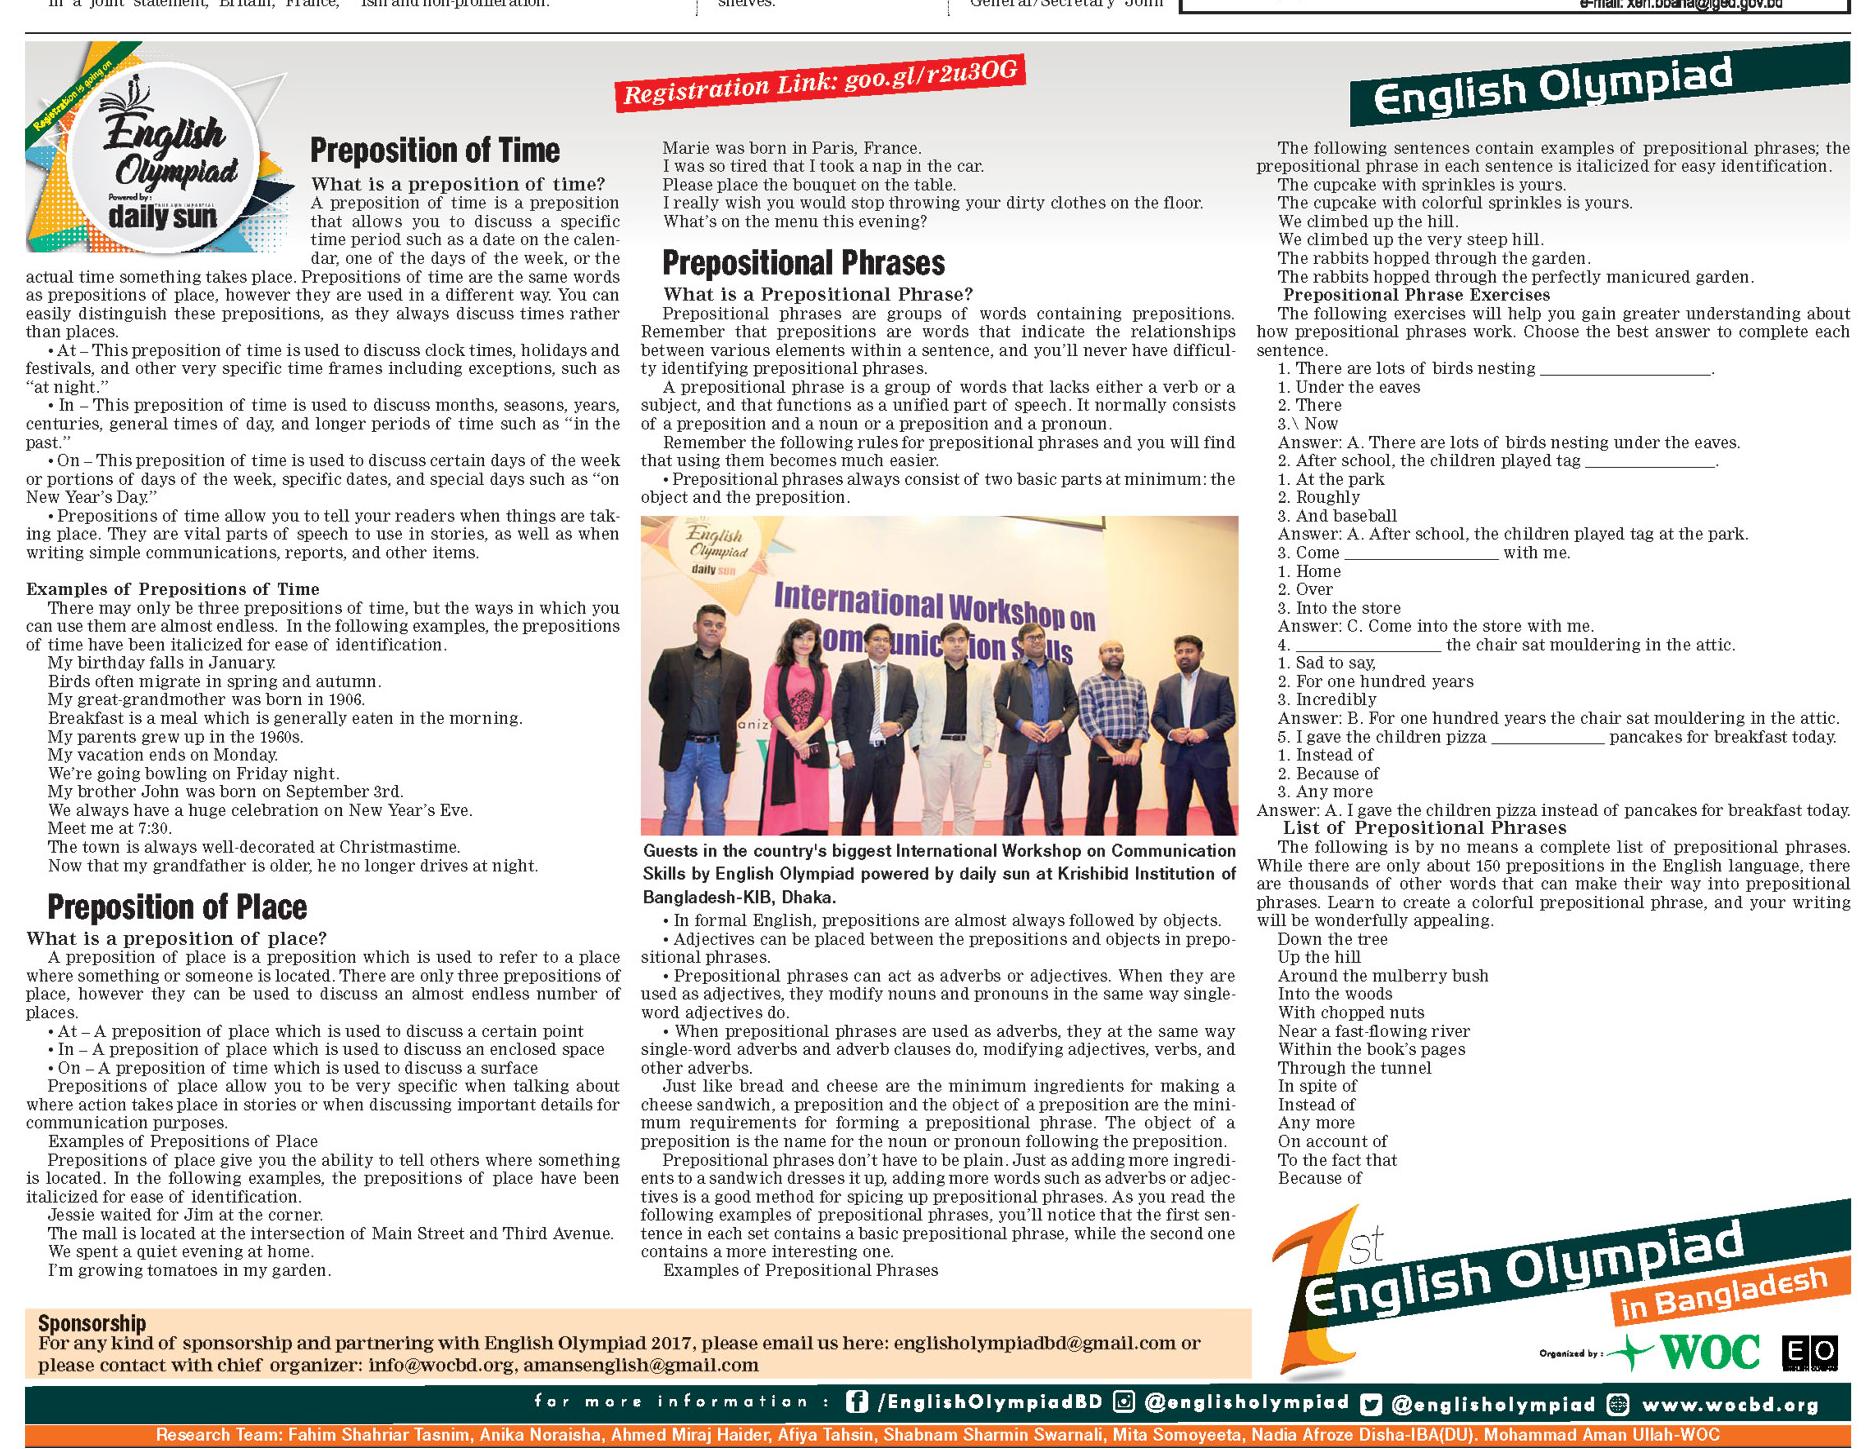 in a joint statement, Britain, France,
ism and non-proliferation.
shelves.
General/Secretary John
e-mail: xen.bbaria@lged.gov.bd
Registration is going on
English
Olympiad
Powered by :
daily sun
Registration Link: goo.gl/r2u3OG
English Olympiad
Preposition of Time
What is a preposition of time?
A preposition of time is a preposition
that allows you to discuss a specific
time period such as a date on the calen-
dar, one of the days of the week, or the
actual time something takes place. Prepositions of time are the same words
as prepositions of place, however they are used in a different way. You can
easily distinguish these prepositions, as they always discuss times rather
than places.
• At – This preposition of time is used to discuss clock times, holidays and
festivals, and other very specific time frames including exceptions, such as
“at night.”
• In – This preposition of time is used to discuss months, seasons, years,
centuries, general times of day, and longer periods of time such as “in the
past.”
• On – This preposition of time is used to discuss certain days of the week
or portions of days of the week, specific dates, and special days such as “on
New Year’s Day.”
• Prepositions of time allow you to tell your readers when things are tak-
ing place. They are vital parts of speech to use in stories, as well as when
writing simple communications, reports, and other items.
Examples of Prepositions of Time
There may only be three prepositions of time, but the ways in which you
can use them are almost endless. In the following examples, the prepositions
of time have been italicized for ease of identification.
My birthday falls in January.
Birds often migrate in spring and autumn.
My great-grandmother was born in 1906.
Breakfast is a meal which is generally eaten in the morning.
My parents grew up in the 1960s.
My vacation ends on Monday.
We’re going bowling on Friday night.
My brother John was born on September 3rd.
We always have a huge celebration on New Year’s Eve.
Meet me at 7:30.
The town is always well-decorated at Christmastime.
Now that my grandfather is older, he no longer drives at night.
Preposition of Place
What is a preposition of place?
A preposition of place is a preposition which is used to refer to a place
where something or someone is located. There are only three prepositions of
place, however they can be used to discuss an almost endless number of
places.
• At – A preposition of place which is used to discuss a certain point
• In – A preposition of place which is used to discuss an enclosed space
• On – A preposition of time which is used to discuss a surface
Prepositions of place allow you to be very specific when talking about
where action takes place in stories or when discussing important details for
communication purposes.
Examples of Prepositions of Place
Prepositions of place give you the ability to tell others where something
is located. In the following examples, the prepositions of place have been
italicized for ease of identification.
Jessie waited for Jim at the corner.
The mall is located at the intersection of Main Street and Third Avenue.
We spent a quiet evening at home.
I’m growing tomatoes in my garden.
Marie was born in Paris, France.
I was so tired that I took a nap in the car.
Please place the bouquet on the table.
I really wish you would stop throwing your dirty clothes on the floor.
What’s on the menu this evening?
Prepositional Phrases
What is a Prepositional Phrase?
Prepositional phrases are groups of words containing prepositions.
Remember that prepositions are words that indicate the relationships
between various elements within a sentence, and you’ll never have difficul-
ty identifying prepositional phrases.
A prepositional phrase is a group of words that lacks either a verb or a
subject, and that functions as a unified part of speech. It normally consists
of a preposition and a noun or a preposition and a pronoun.
Remember the following rules for prepositional phrases and you will find
that using them becomes much easier.
• Prepositional phrases always consist of two basic parts at minimum: the
object and the preposition.
English
Olympiad
daily sun
International Workshop on
Communication Skills
Guests in the country's biggest International Workshop on Communication
Skills by English Olympiad powered by daily sun at Krishibid Institution of
Bangladesh-KIB, Dhaka.
• In formal English, prepositions are almost always followed by objects.
• Adjectives can be placed between the prepositions and objects in prepo-
sitional phrases.
• Prepositional phrases can act as adverbs or adjectives. When they are
used as adjectives, they modify nouns and pronouns in the same way single-
word adjectives do.
• When prepositional phrases are used as adverbs, they at the same way
single-word adverbs and adverb clauses do, modifying adjectives, verbs, and
other adverbs.
Just like bread and cheese are the minimum ingredients for making a
cheese sandwich, a preposition and the object of a preposition are the mini-
mum requirements for forming a prepositional phrase. The object of a
preposition is the name for the noun or pronoun following the preposition.
Prepositional phrases don’t have to be plain. Just as adding more ingredi-
ents to a sandwich dresses it up, adding more words such as adverbs or adjec-
tives is a good method for spicing up prepositional phrases. As you read the
following examples of prepositional phrases, you’ll notice that the first sen-
tence in each set contains a basic prepositional phrase, while the second one
contains a more interesting one.
Examples of Prepositional Phrases
The following sentences contain examples of prepositional phrases; the
prepositional phrase in each sentence is italicized for easy identification.
The cupcake with sprinkles is yours.
The cupcake with colorful sprinkles is yours.
We climbed up the hill.
We climbed up the very steep hill.
The rabbits hopped through the garden.
The rabbits hopped through the perfectly manicured garden.
Prepositional Phrase Exercises
The following exercises will help you gain greater understanding about
how prepositional phrases work. Choose the best answer to complete each
sentence.
1. There are lots of birds nesting ____________________.
1. Under the eaves
2. There
3.\ Now
Answer: A. There are lots of birds nesting under the eaves.
2. After school, the children played tag _______________.
1. At the park
2. Roughly
3. And baseball
Answer: A. After school, the children played tag at the park.
3. Come __________________ with me.
1. Home
2. Over
3. Into the store
Answer: C. Come into the store with me.
4. _________________ the chair sat mouldering in the attic.
1. Sad to say,
2. For one hundred years
3. Incredibly
Answer: B. For one hundred years the chair sat mouldering in the attic.
5. I gave the children pizza _____________ pancakes for breakfast today.
1. Instead of
2. Because of
3. Any more
Answer: A. I gave the children pizza instead of pancakes for breakfast today.
List of Prepositional Phrases
The following is by no means a complete list of prepositional phrases.
While there are only about 150 prepositions in the English language, there
are thousands of other words that can make their way into prepositional
phrases. Learn to create a colorful prepositional phrase, and your writing
will be wonderfully appealing.
Down the tree
Up the hill
Around the mulberry bush
Into the woods
With chopped nuts
Near a fast-flowing river
Within the book’s pages
Through the tunnel
In spite of
Instead of
Any more
On account of
To the fact that
Because of
1st
English Olympiad
in Bangladesh
Organized by :
WOC
EO
Sponsorship
For any kind of sponsorship and partnering with English Olympiad 2017, please email us here: englisholympiadbd@gmail.com or
please contact with chief organizer: info@wocbd.org, amansenglish@gmail.com
for more information : /EnglishOlympiadBD @englisholympiad @englisholympiad www.wocbd.org
Research Team: Fahim Shahriar Tasnim, Anika Noraisha, Ahmed Miraj Haider, Afiya Tahsin, Shabnam Sharmin Swarnali, Mita Somoyeeta, Nadia Afroze Disha-IBA(DU). Mohammad Aman Ullah-WOC